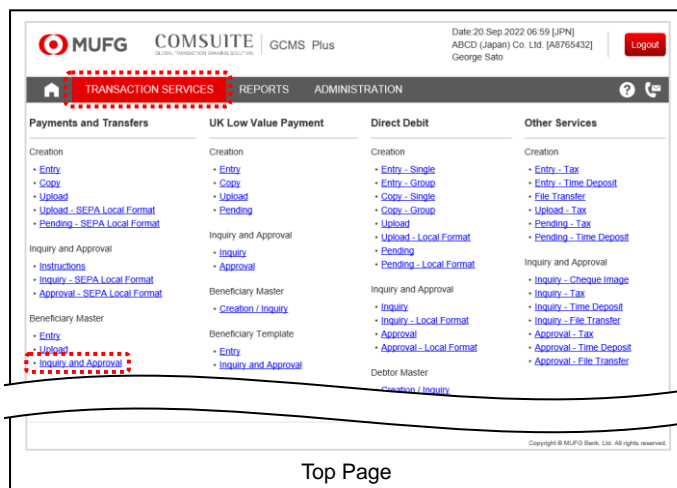 MUFG
COMSUITE
GLOBAL TRANSACTION BANKING SOLUTION
GCMS Plus
Date:20.Sep.2022 06:59 [JPN]
ABCD (Japan) Co. Ltd. [A8765432]
George Sato
Logout
TRANSACTION SERVICES REPORTS ADMINISTRATION
Payments and Transfers
Creation
・Entry
・Copy
・Upload
・Upload - SEPA Local Format
・Pending - SEPA Local Format
Inquiry and Approval
・Instructions
・Inquiry - SEPA Local Format
・Approval - SEPA Local Format
Beneficiary Master
・Entry
・Upload
・Inquiry and Approval
UK Low Value Payment
Creation
・Entry
・Copy
・Upload
・Pending
Inquiry and Approval
・Inquiry
・Approval
Beneficiary Master
・Creation / Inquiry
Beneficiary Template
・Entry
・Inquiry and Approval
Direct Debit
Creation
・Entry - Single
・Entry - Group
・Copy - Single
・Copy - Group
・Upload
・Upload - Local Format
・Pending
・Pending - Local Format
Inquiry and Approval
・Inquiry
・Inquiry - Local Format
・Approval
・Approval - Local Format
Debtor Master
・Creation / Inquiry
Other Services
Creation
・Entry - Tax
・Entry - Time Deposit
・File Transfer
・Upload - Tax
・Pending - Tax
・Pending - Time Deposit
Inquiry and Approval
・Inquiry - Cheque Image
・Inquiry - Tax
・Inquiry - Time Deposit
・Inquiry - File Transfer
・Approval - Tax
・Approval - Time Deposit
・Approval - File Transfer
Copyright © MUFG Bank, Ltd. All rights reserved.
Top Page